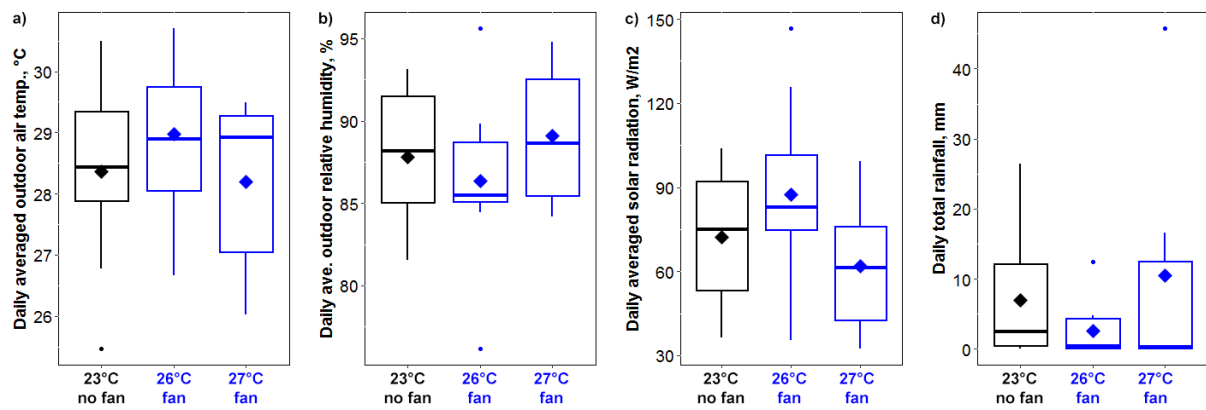 a)
Daily averaged outdoor air temp., °C
30
29
28
27
26
23°C
no fan
26°C
fan
27°C
fan
b)
Daily ave. outdoor relative humidity, %
95
90
85
80
23°C
no fan
26°C
fan
27°C
fan
c)
Daily averaged solar radiation, W/m2
150
120
90
60
30
23°C
no fan
26°C
fan
27°C
fan
d)
Daily total rainfall, mm
40
30
20
10
0
23°C
no fan
26°C
fan
27°C
fan